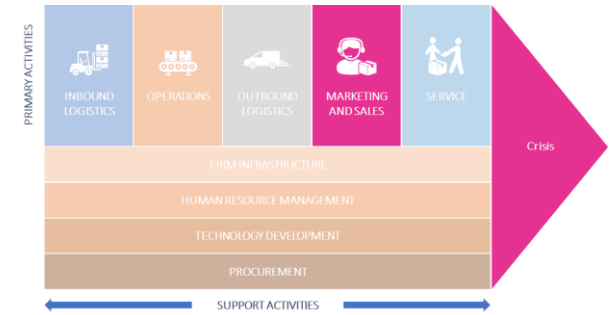 PRIMARY ACTIVITIES
INBOUND
LOGISTICS
OPERATIONS
OUTBOUND
LOGISTICS
MARKETING
AND SALES
SERVICE
Crisis
FIRM INFRASTRUCTURE
HUMAN RESOURCE MANAGEMENT
TECHNOLOGY DEVELOPMENT
PROCUREMENT
SUPPORT ACTIVITIES